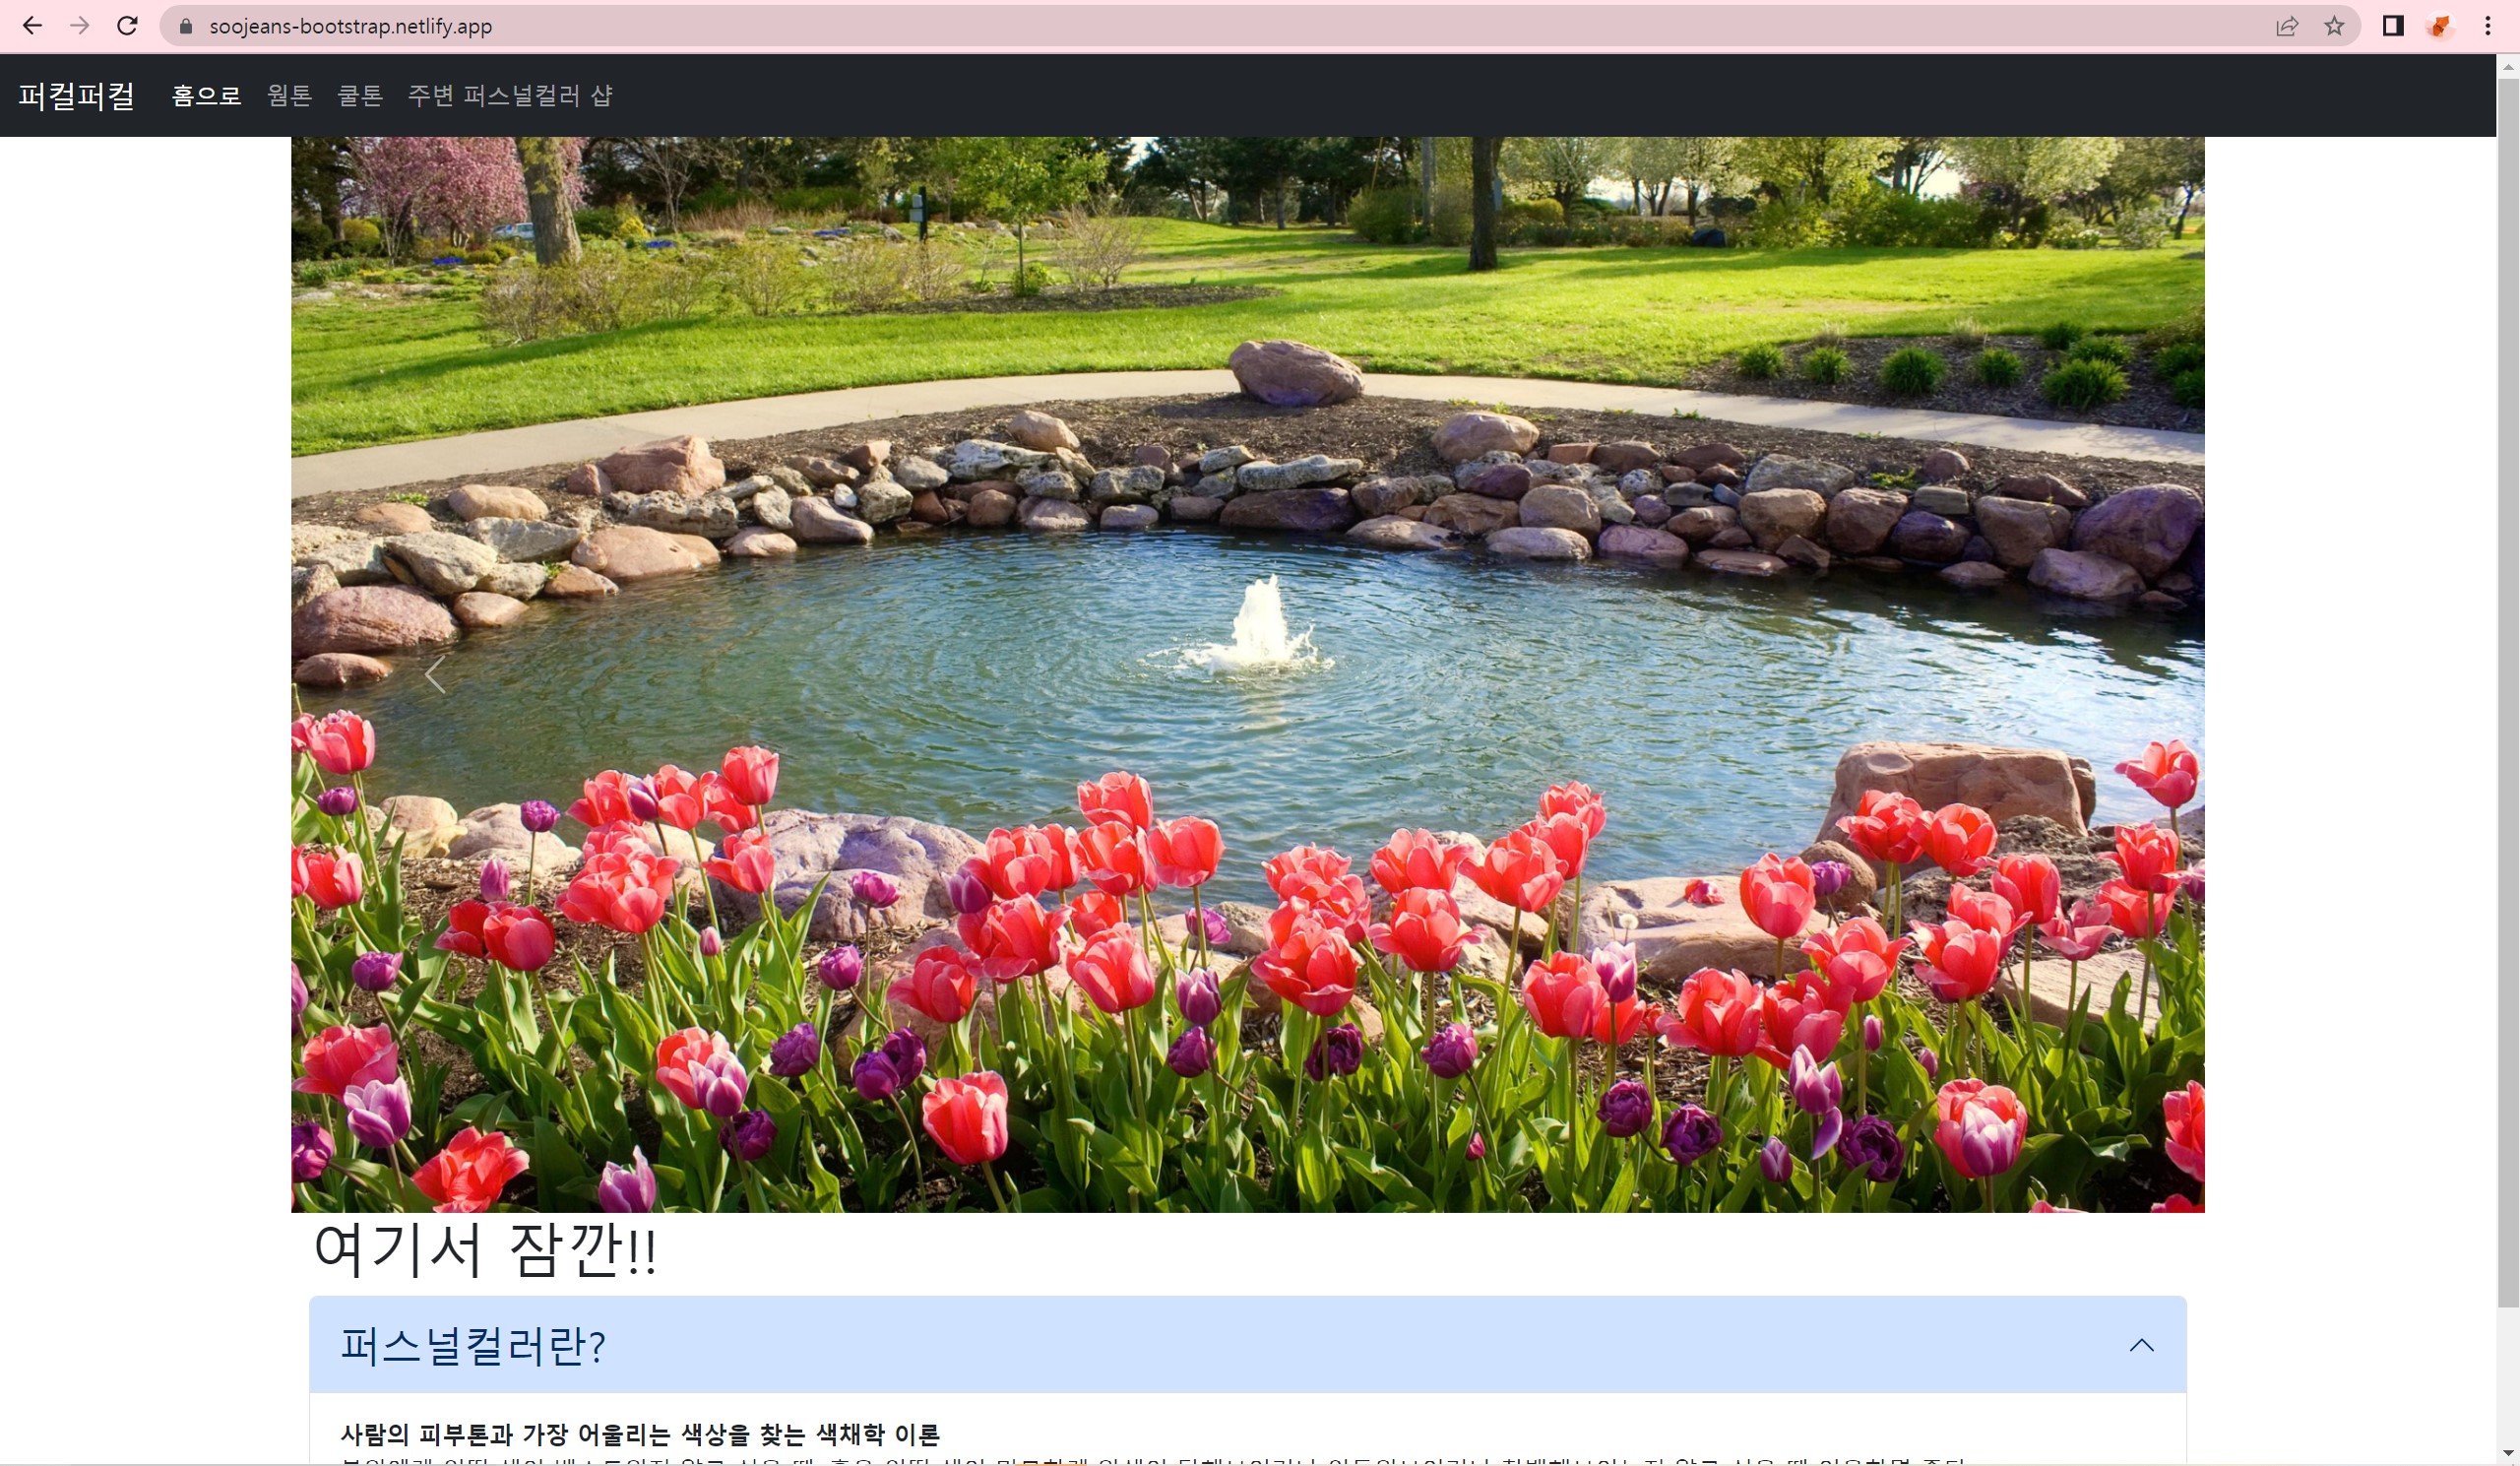 soojeans-bootstrap.netlify.app
퍼컬퍼컬 홈으로 웜톤 쿨톤 주변 퍼스널컬러 샵
여기서 잠깐!!
퍼스널컬러란?
사람의 피부톤과 가장 어울리는 색상을 찾는 색채학 이론